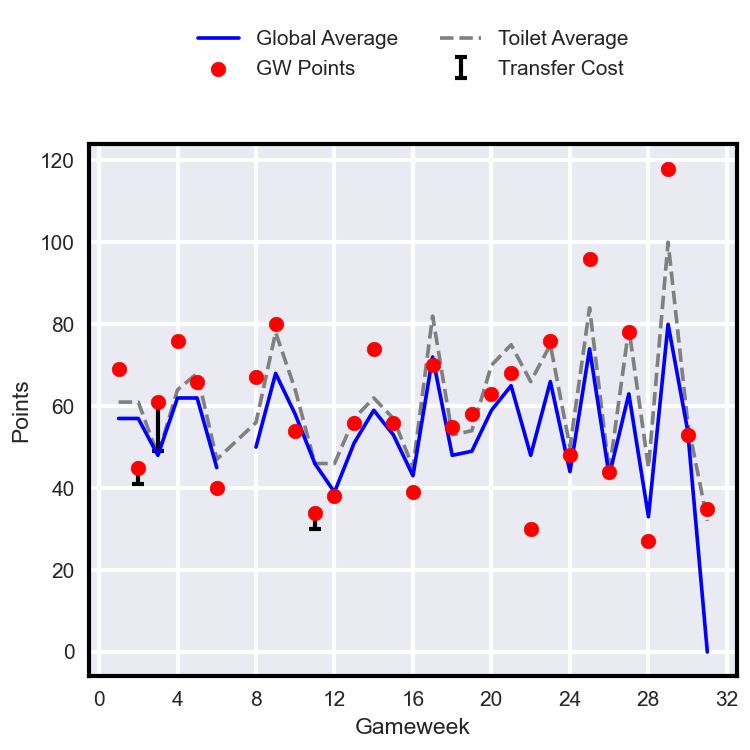 Global Average
Toilet Average
GW Points
Transfer Cost
120
100
80
60
40
20
0
Points
0 4 8 12 16 20 24 28 32
Gameweek